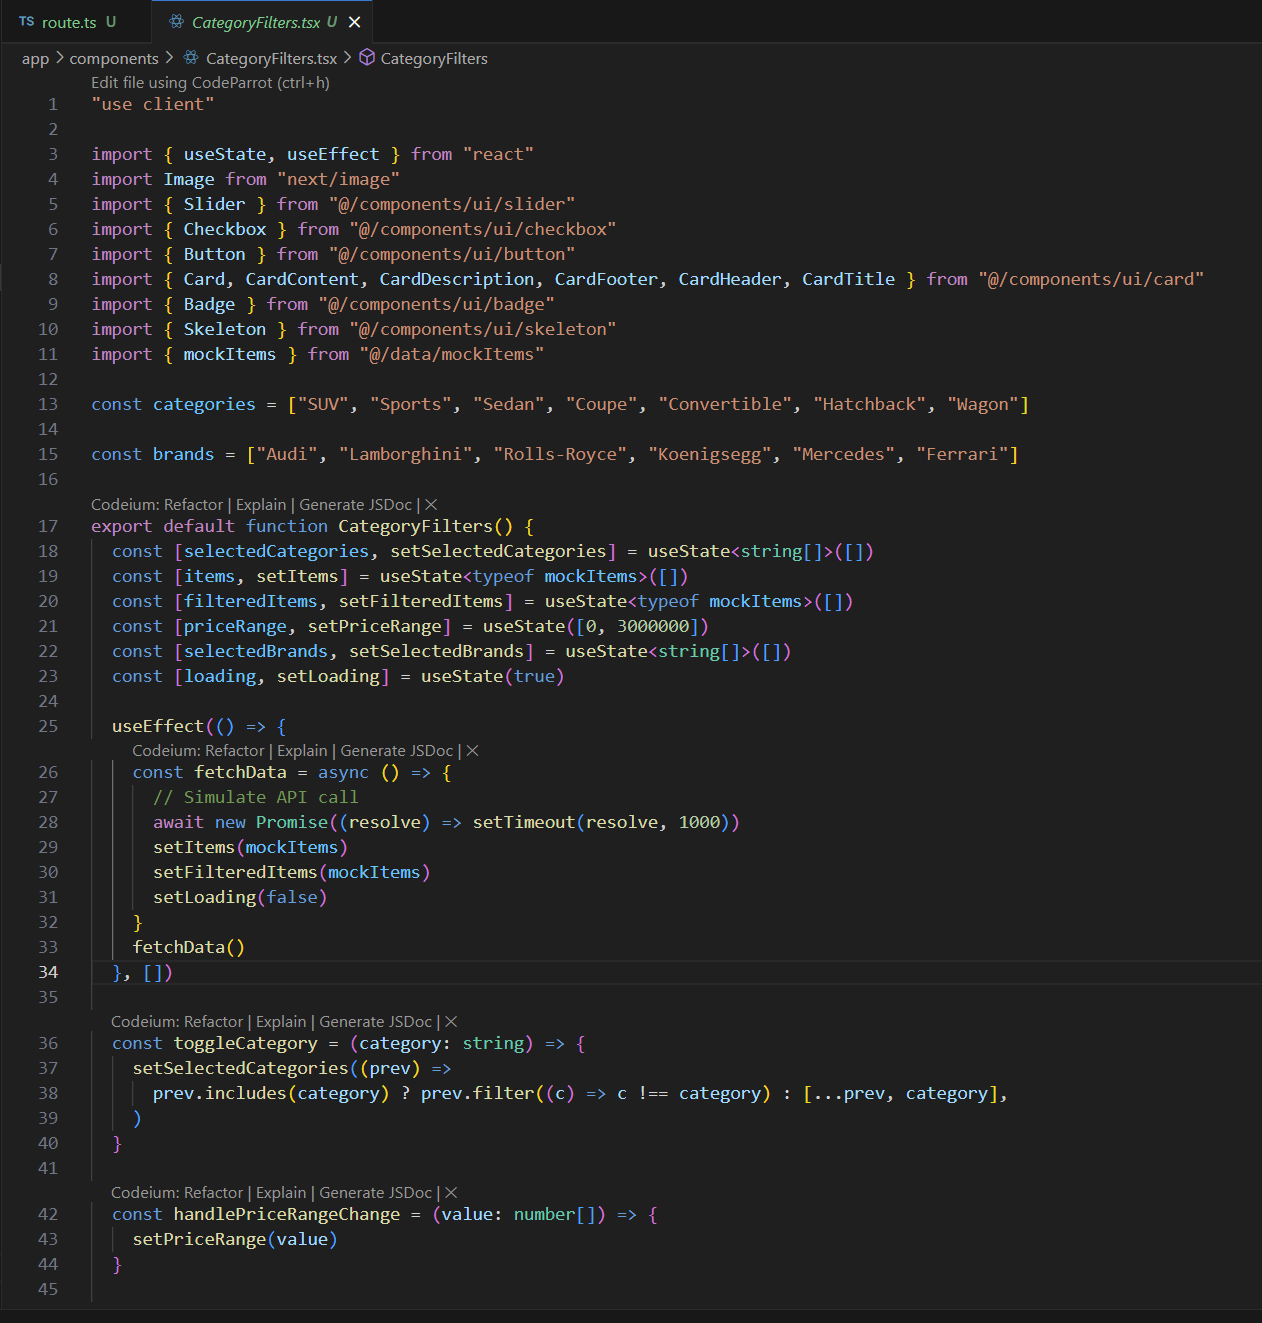 TS route.ts U CategoryFilters.tsx U ✕
app > components > CategoryFilters.tsx > CategoryFilters
Edit file using CodeParrot (ctrl+h)
1 "use client"
2
3 import { useState, useEffect } from "react"
4 import Image from "next/image"
5 import { Slider } from "@/components/ui/slider"
6 import { Checkbox } from "@/components/ui/checkbox"
7 import { Button } from "@/components/ui/button"
8 import { Card, CardContent, CardDescription, CardFooter, CardHeader, CardTitle } from "@/components/ui/card"
9 import { Badge } from "@/components/ui/badge"
10 import { Skeleton } from "@/components/ui/skeleton"
11 import { mockItems } from "@/data/mockItems"
12
13 const categories = ["SUV", "Sports", "Sedan", "Coupe", "Convertible", "Hatchback", "Wagon"]
14
15 const brands = ["Audi", "Lamborghini", "Rolls-Royce", "Koenigsegg", "Mercedes", "Ferrari"]
16
Codeium: Refactor | Explain | Generate JSDoc | ✕
17 export default function CategoryFilters() {
18   const [selectedCategories, setSelectedCategories] = useState<string[]>([])
19   const [items, setItems] = useState<typeof mockItems>([])
20   const [filteredItems, setFilteredItems] = useState<typeof mockItems>([])
21   const [priceRange, setPriceRange] = useState([0, 3000000])
22   const [selectedBrands, setSelectedBrands] = useState<string[]>([])
23   const [loading, setLoading] = useState(true)
24
25   useEffect(() => {
Codeium: Refactor | Explain | Generate JSDoc | ✕
26     const fetchData = async () => {
27       // Simulate API call
28       await new Promise((resolve) => setTimeout(resolve, 1000))
29       setItems(mockItems)
30       setFilteredItems(mockItems)
31       setLoading(false)
32     }
33     fetchData()
34   }, [])
35
Codeium: Refactor | Explain | Generate JSDoc | ✕
36   const toggleCategory = (category: string) => {
37     setSelectedCategories((prev) =>
38       prev.includes(category) ? prev.filter((c) => c !== category) : [...prev, category],
39     )
40   }
41
Codeium: Refactor | Explain | Generate JSDoc | ✕
42   const handlePriceRangeChange = (value: number[]) => {
43     setPriceRange(value)
44   }
45